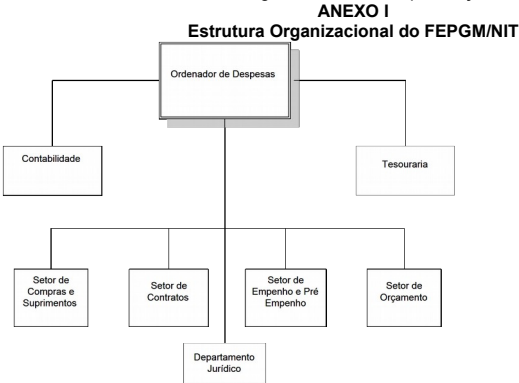 ANEXO I
Estrutura Organizacional do FEPGM/NIT
Ordenador de Despesas
Contabilidade
Tesouraria
Setor de
Compras e
Suprimentos
Setor de
Contratos
Setor de
Empenho e Pré
Empenho
Setor de
Orçamento
Departamento
Jurídico